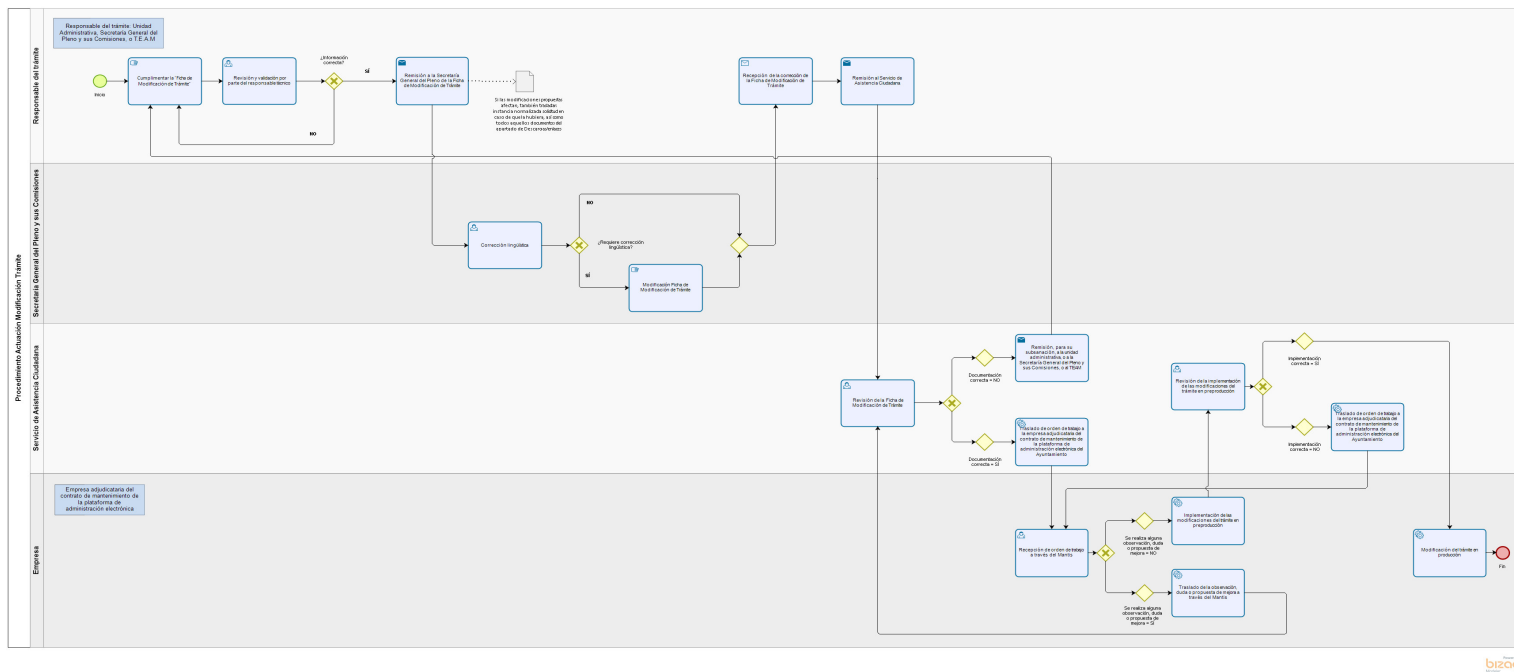 Procedimiento Actuación Modificación Trámite
Responsable del trámite
Responsable del trámite: Unidad
Administrativa, Secretaría General del
Pleno y sus Comisiones, o T.E.A.M
Inicio
Cumplimentar la 'Ficha de
Modificación de Trámite'
Revisión y validación por
parte del responsable técnico
¿Información
correcta?
SÍ
NO
Remisión a la Secretaría
General del Pleno de la Ficha
de Modificación de Trámite
Si las modificaciones propuestas
afectan, también trasladar
instancia normalizada solicitud en
caso de que la hubiera, así como
todos aquellos documentos del
apartado de Descargas/enlaces
Recepción de la corrección de
la Ficha de Modificación de
Trámite
Remisión al Servicio de
Asistencia Ciudadana
Secretaría General del Pleno y sus Comisiones
Corrección lingüística
NO
¿Requiere corrección
lingüística?
SÍ
Modificación Ficha de
Modificación de Trámite
Servicio de Asistencia Ciudadana
Revisión de la Ficha de
Modificación de Trámite
Documentación
correcta = NO
Remisión, para su
subsanación, a la unidad
administrativa, o a la
Secretaría General del Pleno y
sus Comisiones, o al TEAM
Documentación
correcta = SI
Traslado de orden de trabajo a
la empresa adjudicataria del
contrato de mantenimiento de
la plataforma de
administración electrónica del
Ayuntamiento
Revisión de la implementación
de las modificaciones del
trámite en preproducción
Implementación
correcta = SI
Implementación
correcta = NO
Traslado de orden de trabajo a
la empresa adjudicataria del
contrato de mantenimiento de
la plataforma de
administración electrónica del
Ayuntamiento
Empresa
Empresa adjudicataria del
contrato de mantenimiento de
la plataforma de
administración electrónica
Recepción de orden de trabajo
a través del Mantis
Se realiza alguna
observación, duda
o propuesta de
mejora = NO
Implementación de las
modificaciones del trámite en
preproducción
Se realiza alguna
observación, duda
o propuesta de
mejora = SI
Traslado de la observación,
duda o propuesta de mejora a
través del Mantis
Modificación del trámite en
producción
Fin